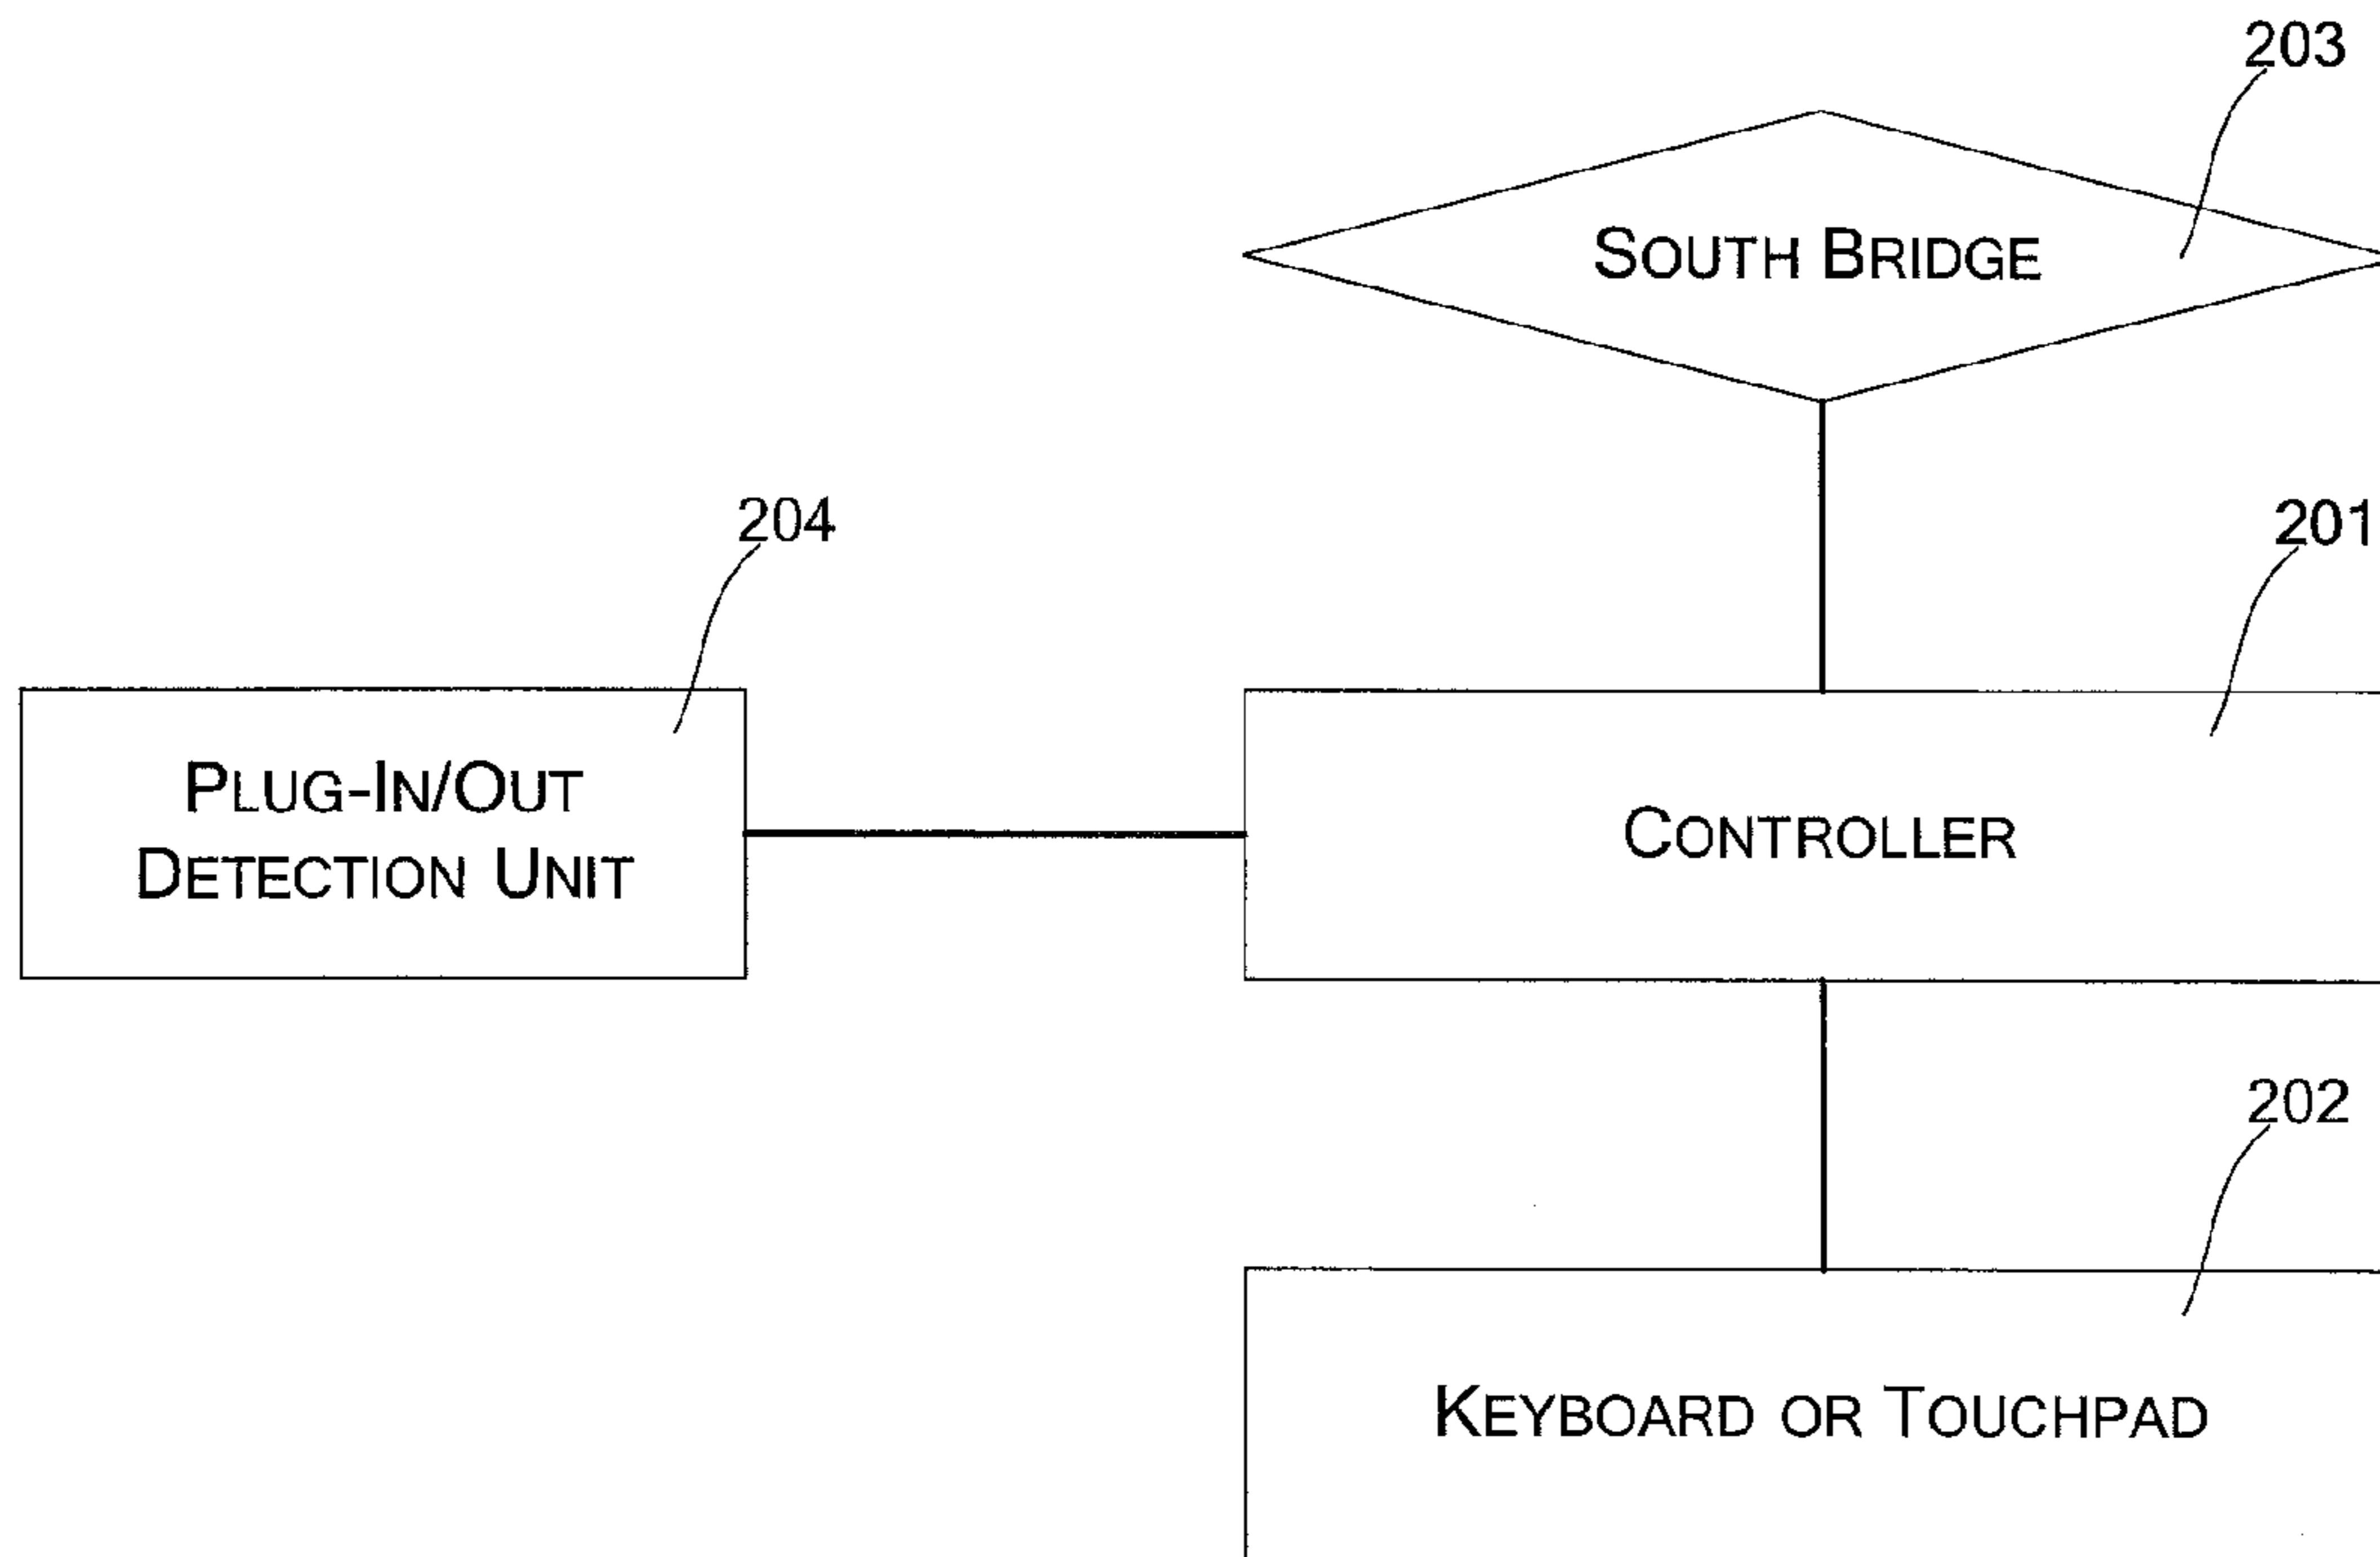 203
SOUTH BRIDGE
204
201
PLUG-IN/OUT
DETECTION UNIT
CONTROLLER
202
KEYBOARD OR TOUCHPAD